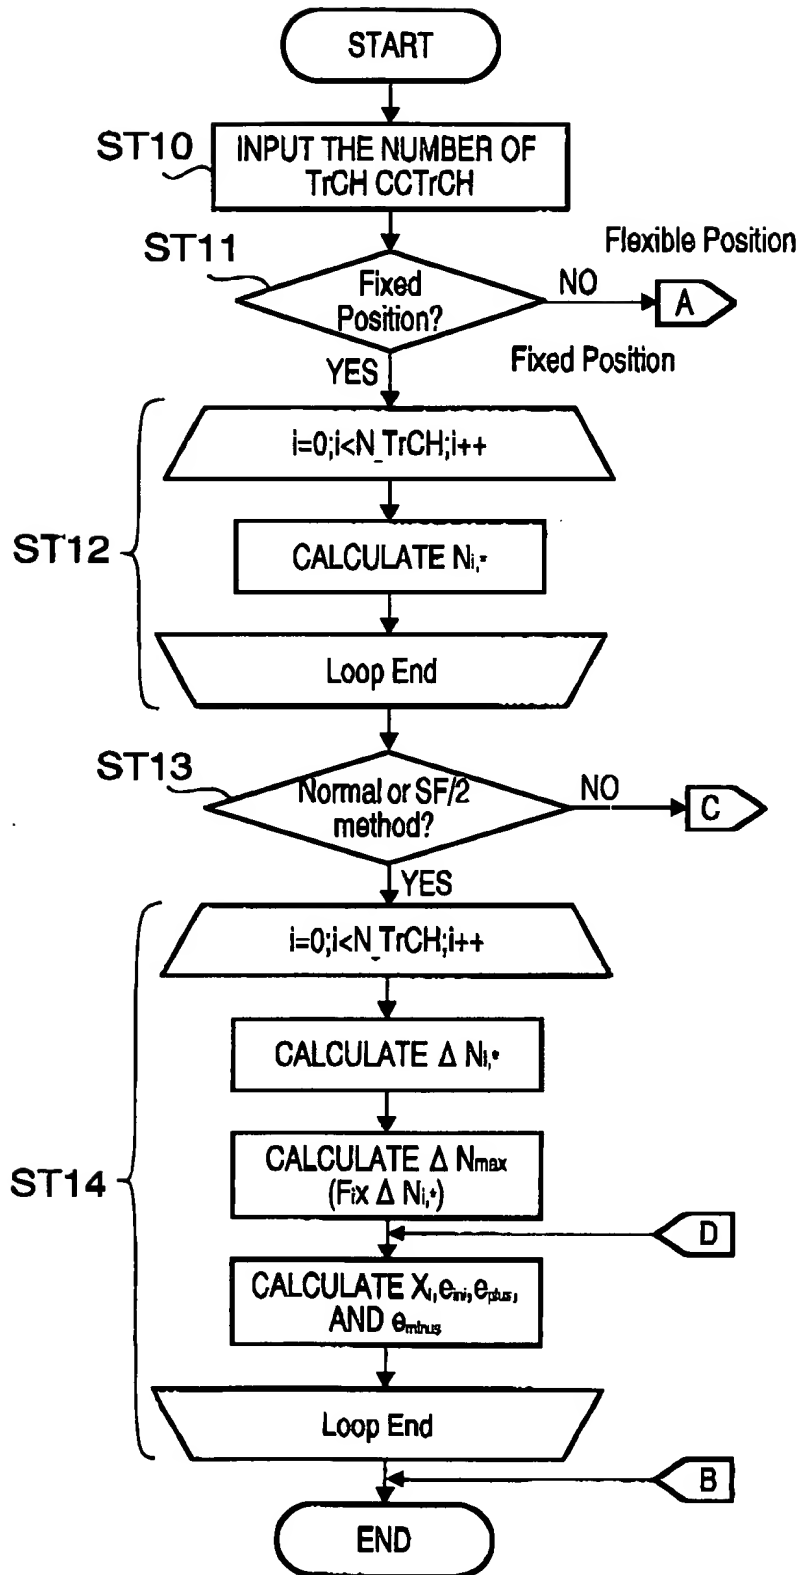 START
ST10
INPUT THE NUMBER OF
TrCH CCTrCH
ST11
Flexible Position
Fixed
Position?
NO
A
YES
Fixed Position
ST12
i=0;i<N_TrCH;i++
CALCULATE Ni,*
Loop End
ST13
Normal or SF/2
method?
NO
C
YES
ST14
i=0;i<N_TrCH;i++
CALCULATE Δ Ni,*
CALCULATE Δ Nmax
(Fix Δ Ni,*)
D
CALCULATE Xi,eini,eplus,
AND eminus
Loop End
B
END